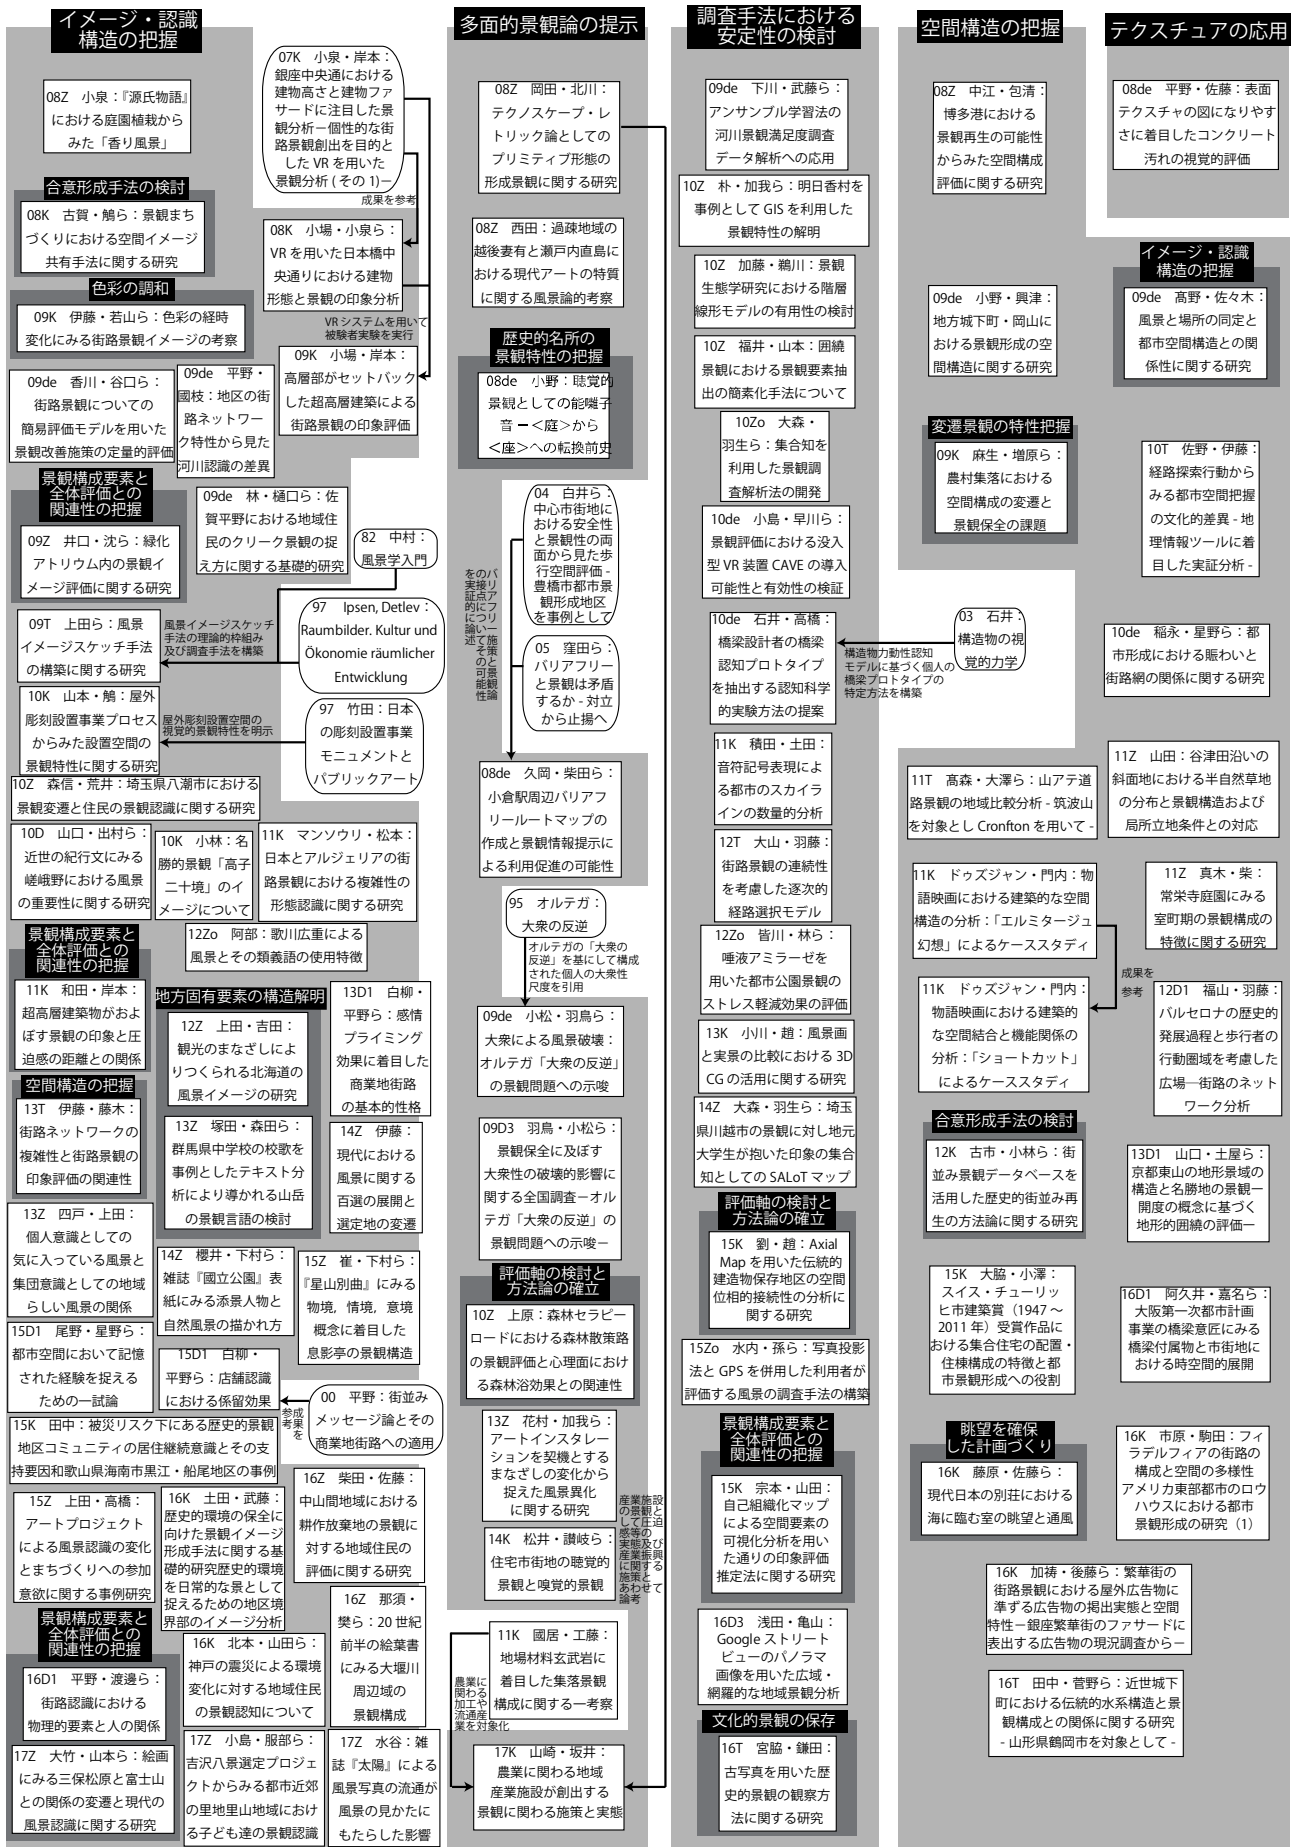 イメージ・認識
構造の把握
08Z 小泉：『源氏物語』
における庭園植栽から
みた「香り風景」
07K 小泉・岸本：
銀座中央通における
建物高さと建物ファ
サードに注目した景
観分析－個性的な街
路景観創出を目的と
した VR を用いた
景観分析 ( その 1)－
成果を参考
合意形成手法の検討
08K 古賀・鵤ら：景観まち
づくりにおける空間イメージ
共有手法に関する研究
08K 小場・小泉ら：
VR を用いた日本橋中
央通りにおける建物
形態と景観の印象分析
色彩の調和
09K 伊藤・若山ら：色彩の経時
変化にみる街路景観イメージの考察
VR システムを用いて
被験者実験を実行
09K 小場・岸本：
高層部がセットバック
した超高層建築による
街路景観の印象評価
09de 香川・谷口ら：
街路景観についての
簡易評価モデルを用いた
景観改善施策の定量的評価
09de 平野・
國枝：地区の街
路ネットワー
ク特性から見た
河川認識の差異
景観構成要素と
全体評価との
関連性の把握
09Z 井口・沈ら：緑化
アトリウム内の景観イ
メージ評価に関する研究
09de 林・樋口ら：佐
賀平野における地域住
民のクリーク景観の捉
え方に関する基礎的研究
82 中村：
風景学入門
09T 上田ら：風景
イメージスケッチ手法
の構築に関する研究
風景イメージスケッチ
手法の理論的枠組み
及び調査手法を構築
97 Ipsen, Detlev：
Raumbilder. Kultur und
Ökonomie räumlicher
Entwicklung
10K 山本・鵤：屋外
彫刻設置事業プロセス
からみた設置空間の
景観特性に関する研究
屋外彫刻設置空間の
視覚的景観特性を明示
97 竹田：日本
の彫刻設置事業
モニュメントと
パブリックアート
10Z 森信・荒井：埼玉県八潮市における
景観変遷と住民の景観認識に関する研究
10D 山口・出村ら：
近世の紀行文にみる
嵯峨野における風景
の重要性に関する研究
10K 小林：名
勝的景観「高子
二十境」のイ
メージについて
11K マンソウリ・松本：
日本とアルジェリアの街
路景観における複雑性の
形態認識に関する研究
12Zo 阿部：歌川広重による
風景とその類義語の使用特徴
景観構成要素と
全体評価との
関連性の把握
11K 和田・岸本：
超高層建築物がおよ
ぼす景観の印象と圧
迫感の距離との関係
地方固有要素の構造解明
12Z 上田・吉田：
観光のまなざしによ
りつくられる北海道の
風景イメージの研究
13D1 白柳・
平野ら：感情
プライミング
効果に着目した
商業地街路
の基本的性格
空間構造の把握
13T 伊藤・藤木：
街路ネットワークの
複雑性と街路景観の
印象評価の関連性
13Z 塚田・森田ら：
群馬県中学校の校歌を
事例としたテキスト分
析により導かれる山岳
の景観言語の検討
14Z 伊藤：
現代における
風景に関する
百選の展開と
選定地の変遷
13Z 四戸・上田：
個人意識としての
気に入っている風景と
集団意識としての地域
らしい風景の関係
14Z 櫻井・下村ら：
雑誌『國立公園』表
紙にみる添景人物と
自然風景の描かれ方
15Z 崔・下村ら：
『星山別曲』にみる
物境，情境，意境
概念に着目した
息影亭の景観構造
15D1 尾野・星野ら：
都市空間において記憶
された経験を捉える
ための一試論
15D1 白柳・
平野ら：店舗認識
における係留効果
成果を
参考
00 平野：街並み
メッセージ論とその
商業地街路への適用
15K 田中：被災リスク下にある歴史的景観
地区コミュニティの居住継続意識とその支
持要因和歌山県海南市黒江・船尾地区の事例
15Z 上田・高橋：
アートプロジェクト
による風景認識の変化
とまちづくりへの参加
意欲に関する事例研究
16K 土田・武藤：
歴史的環境の保全に
向けた景観イメージ
形成手法に関する基
礎的研究歴史的環境
を日常的な景として
捉えるための地区境
界部のイメージ分析
16Z 柴田・佐藤：
中山間地域における
耕作放棄地の景観に
対する地域住民の
評価に関する研究
景観構成要素と
全体評価との
関連性の把握
16D1 平野・渡邊ら：
街路認識における
物理的要素と人の関係
16K 北本・山田ら：
神戸の震災による環境
変化に対する地域住民
の景観認知について
16Z 那須・
樊ら：20 世紀
前半の絵葉書
にみる大堰川
周辺域の
景観構成
17Z 大竹・山本ら：絵画
にみる三保松原と富士山
との関係の変遷と現代の
風景認識に関する研究
17Z 小島・服部ら：
吉沢八景選定プロジェ
クトからみる都市近郊
の里地里山地域におけ
る子ども達の景観認識
17Z 水谷：雑
誌『太陽』による
風景写真の流通が
風景の見かたに
もたらした影響
多面的景観論の提示
08Z 岡田・北川：
テクノスケープ・レ
トリック論としての
プリミティブ形態の
形成景観に関する研究
08Z 西田：過疎地域の
越後妻有と瀬戸内直島に
おける現代アートの特質
に関する風景論的考察
歴史的名所の
景観特性の把握
08de 小野：聴覚的
景観としての能囃子
音－＜庭＞から
＜座＞への転換前史
04 白井ら：
中心市街地に
おける安全性
と景観性の両
面から見た歩
行空間評価 -
豊橋市都市景
観形成地区
を事例として
バリアフリー施策と景観論
の接点についてその可能性
を実証的に論述
05 窪田ら：
バリアフリー
と景観は矛盾
するか - 対立
から止揚へ
08de 久岡・柴田ら：
小倉駅周辺バリアフ
リールートマップの
作成と景観情報提示に
よる利用促進の可能性
95 オルテガ：
大衆の反逆
オルテガの「大衆の
反逆」を基にして構成
された個人の大衆性
尺度を引用
09de 小松・羽鳥ら：
大衆による風景破壊：
オルテガ「大衆の反逆」
の景観問題への示唆
09D3 羽鳥・小松ら：
景観保全に及ぼす
大衆性の破壊的影響に
関する全国調査－オル
テガ「大衆の反逆」の
景観問題への示唆－
評価軸の検討と
方法論の確立
10Z 上原：森林セラピー
ロードにおける森林散策路
の景観評価と心理面におけ
る森林浴効果との関連性
13Z 花村・加我ら：
アートインスタレー
ションを契機とする
まなざしの変化から
捉えた風景異化
に関する研究
14K 松井・讃岐ら：
住宅市街地の聴覚的
景観と嗅覚的景観
産業施設
の景観と
して圧迫
感等の
実態及び
産業振興
に関する
施策と
あわせて
論考
11K 國居・工藤：
地場材料玄武岩に
着目した集落景観
構成に関する一考察
農業に
関わる
加工や
流通産
業を対象化
17K 山崎・坂井：
農業に関わる地域
産業施設が創出する
景観に関わる施策と実態
調査手法における
安定性の検討
09de 下川・武藤ら：
アンサンブル学習法の
河川景観満足度調査
データ解析への応用
10Z 朴・加我ら：明日香村を
事例として GIS を利用した
景観特性の解明
10Z 加藤・鵜川：景観
生態学研究における階層
線形モデルの有用性の検討
10Z 福井・山本：囲繞
景観における景観要素抽
出の簡素化手法について
10Zo 大森・
羽生ら：集合知を
利用した景観調
査解析法の開発
10de 小島・早川ら：
景観評価における没入
型 VR 装置 CAVE の導入
可能性と有効性の検証
10de 石井・高橋：
橋梁設計者の橋梁
認知プロトタイプ
を抽出する認知科学
的実験方法の提案
03 石井：
構造物の視
覚的力学
構造物力動性認知
モデルに基づく個人の
橋梁プロトタイプの
特定方法を構築
11K 積田・土田：
音符記号表現によ
る都市のスカイラ
インの数量的分析
12T 大山・羽藤：
街路景観の連続性
を考慮した逐次的
経路選択モデル
12Zo 皆川・林ら：
唾液アミラーゼを
用いた都市公園景観の
ストレス軽減効果の評価
13K 小川・趙：風景画
と実景の比較における 3D
CG の活用に関する研究
14Z 大森・羽生ら：埼玉
県川越市の景観に対し地元
大学生が抱いた印象の集合
知としての SALoT マップ
評価軸の検討と
方法論の確立
15K 劉・趙：Axial
Map を用いた伝統的
建造物保存地区の空間
位相的接続性の分析に
関する研究
15Zo 水内・孫ら：写真投影
法と GPS を併用した利用者が
評価する風景の調査手法の構築
景観構成要素と
全体評価との
関連性の把握
15K 宗本・山田：
自己組織化マップ
による空間要素の
可視化分析を用い
た通りの印象評価
推定法に関する研究
16D3 浅田・亀山：
Google ストリート
ビューのパノラマ
画像を用いた広域・
網羅的な地域景観分析
文化的景観の保存
16T 宮脇・鎌田：
古写真を用いた歴
史的景観の観察方
法に関する研究
空間構造の把握
08Z 中江・包清：
博多港における
景観再生の可能性
からみた空間構成
評価に関する研究
09de 小野・興津：
地方城下町・岡山に
おける景観形成の空
間構造に関する研究
変遷景観の特性把握
09K 麻生・増原ら：
農村集落における
空間構成の変遷と
景観保全の課題
11T 髙森・大澤ら：山アテ道
路景観の地域比較分析 - 筑波山
を対象とし Cronfton を用いて -
11K ドゥズジャン・門内：物
語映画における建築的な空間
構造の分析：「エルミタージュ
幻想」によるケーススタディ
成果を
参考
11K ドゥズジャン・門内：
物語映画における建築的
な空間結合と機能関係の
分析：「ショートカット」
によるケーススタディ
合意形成手法の検討
12K 古市・小林ら：街
並み景観データベースを
活用した歴史的街並み再
生の方法論に関する研究
15K 大脇・小澤：
スイス・チューリッ
ヒ市建築賞（1947 〜
2011 年）受賞作品に
おける集合住宅の配置・
住棟構成の特徴と都
市景観形成への役割
眺望を確保
した計画づくり
16K 藤原・佐藤ら：
現代日本の別荘における
海に臨む室の眺望と通風
16K 加祷・後藤ら：繁華街の
街路景観における屋外広告物に
準ずる広告物の掲出実態と空間
特性－銀座繁華街のファサードに
表出する広告物の現況調査から－
16T 田中・菅野ら：近世城下
町における伝統的水系構造と景
観構成との関係に関する研究
- 山形県鶴岡市を対象として -
テクスチュアの応用
08de 平野・佐藤：表面
テクスチャの図になりやす
さに着目したコンクリート
汚れの視覚的評価
イメージ・認識
構造の把握
09de 髙野・佐々木：
風景と場所の同定と
都市空間構造との関
係性に関する研究
10T 佐野・伊藤：
経路探索行動から
みる都市空間把握
の文化的差異 - 地
理情報ツールに着
目した実証分析 -
10de 稲永・星野ら：都
市形成における賑わいと
街路網の関係に関する研究
11Z 山田：谷津田沿いの
斜面地における半自然草地
の分布と景観構造および
局所立地条件との対応
11Z 真木・柴：
常栄寺庭園にみる
室町期の景観構成の
特徴に関する研究
12D1 福山・羽藤：
バルセロナの歴史的
発展過程と歩行者の
行動圏域を考慮した
広場―街路のネット
ワーク分析
13D1 山口・土屋ら：
京都東山の地形景域の
構造と名勝地の景観ー
開度の概念に基づく
地形的囲繞の評価ー
16D1 阿久井・嘉名ら：
大阪第一次都市計画
事業の橋梁意匠にみる
橋梁付属物と市街地に
おける時空間的展開
16K 市原・駒田：フィ
ラデルフィアの街路の
構成と空間の多様性
アメリカ東部都市のロウ
ハウスにおける都市
景観形成の研究（1）